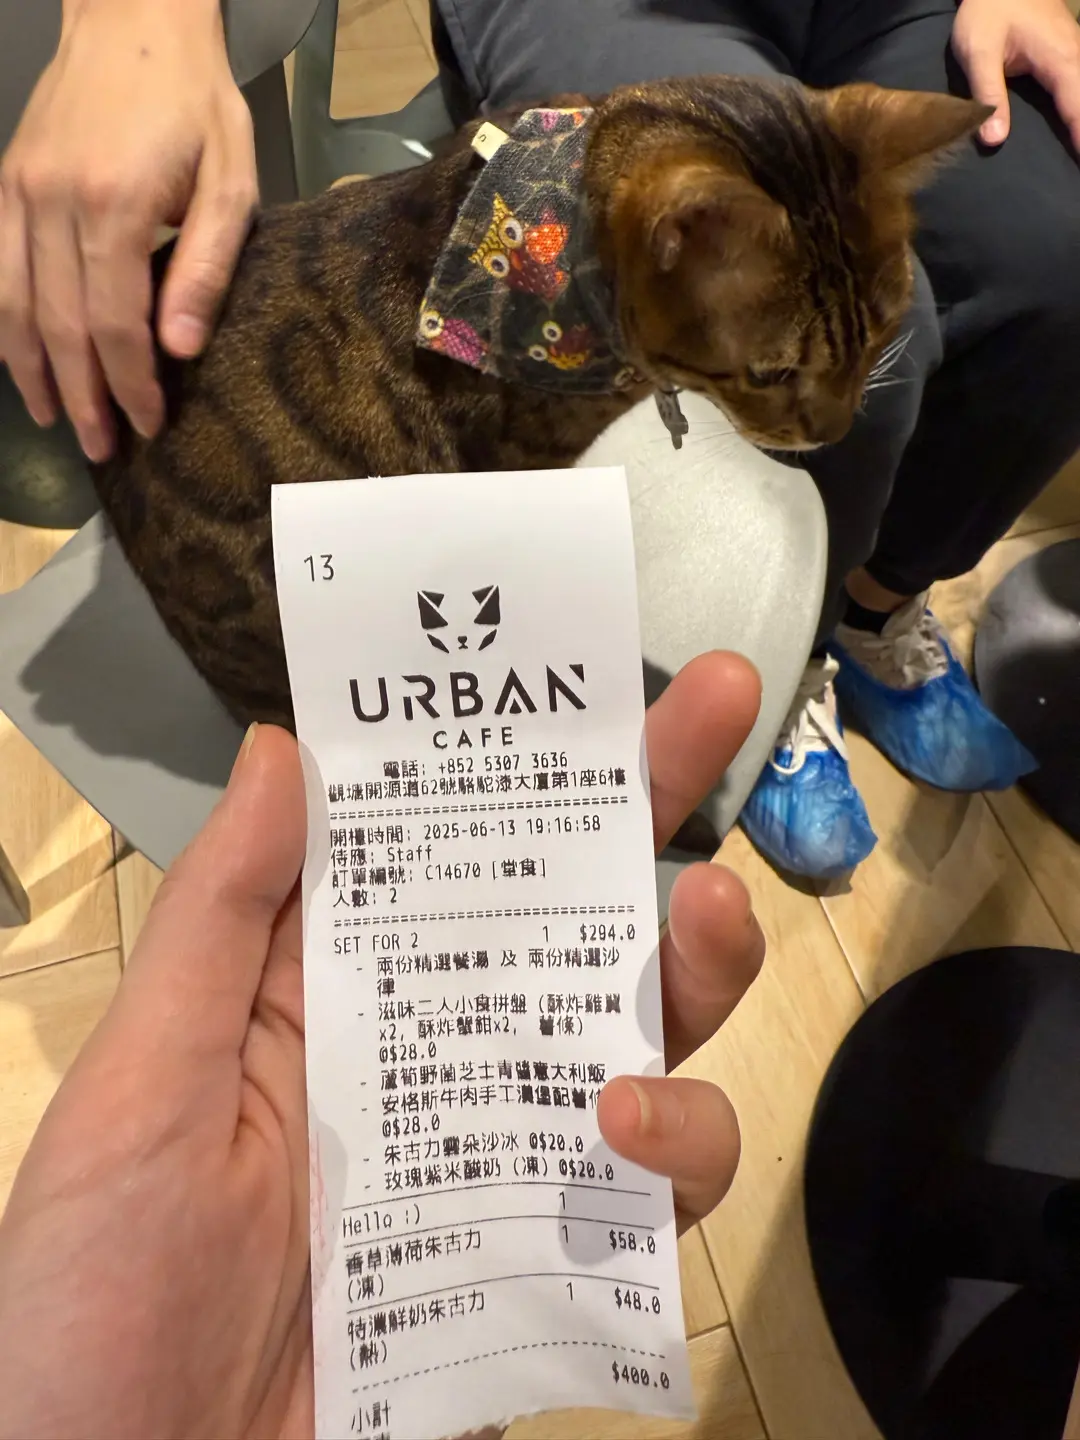 13
URBAN
CAFE
電話: +852 5307 3636
觀塘開源道62號駱駝漆大廈第1座6樓
開檯時間: 2025-06-13 19:16:58
侍應: Staff
訂單編號: C14670 [堂食]
人數: 2
SET FOR 2 1 $294.0
- 兩份精選餐湯 及 兩份精選沙
律
- 滋味二人小食拼盤 (酥炸雞翼
x2, 酥炸蟹鉗x2, 薯條)
@$28.0
- 蘆筍野菌芝士青醬意大利飯
- 安格斯牛肉手工漢堡配薯條
@$28.0
- 朱古力雲朵沙冰 @$20.0
- 玫瑰紫米酸奶 (凍) @$20.0
Hello :) 1
香草薄荷朱古力 1 $58.0
(凍)
特濃鮮奶朱古力 1 $48.0
(熱)
$400.0
小計